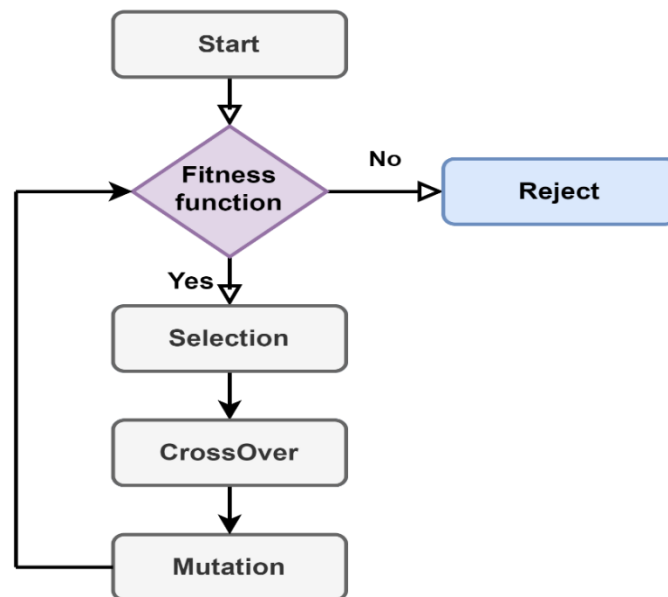 Start
Fitness
function
No
Reject
Yes
Selection
CrossOver
Mutation